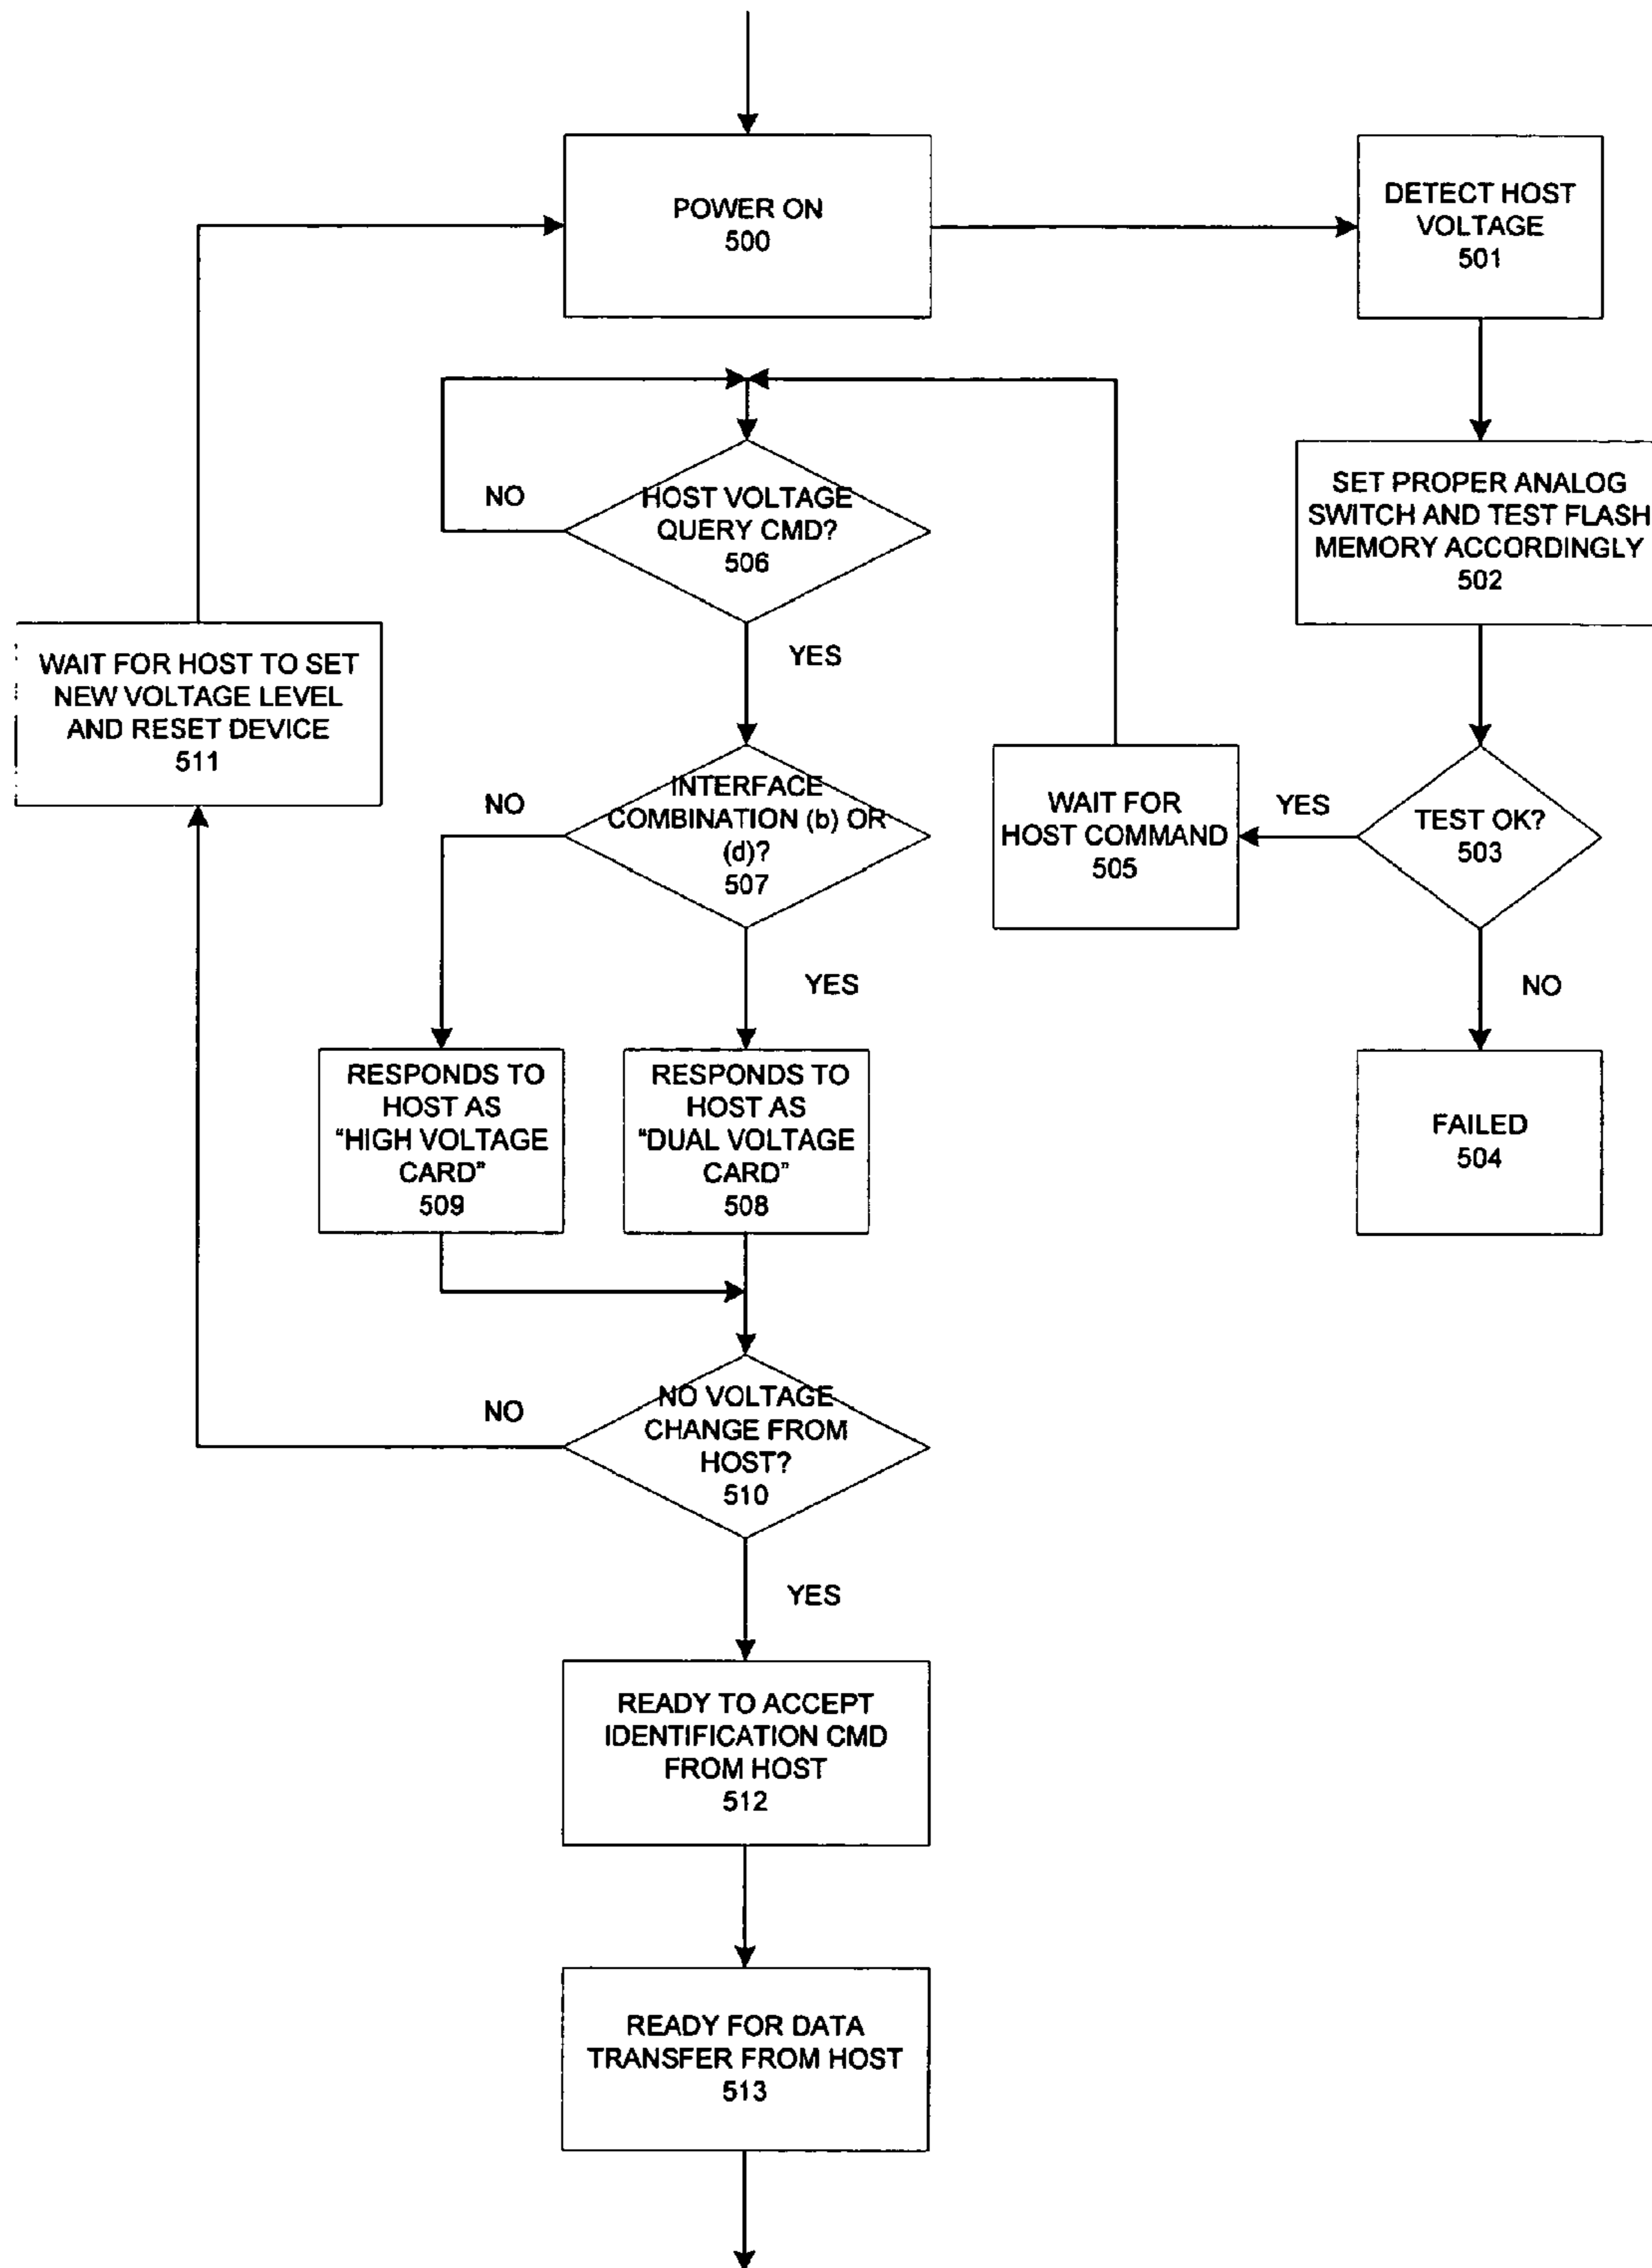 POWER ON
500
DETECT HOST
VOLTAGE
501
SET PROPER ANALOG
SWITCH AND TEST FLASH
MEMORY ACCORDINGLY
502
TEST OK?
503
YES
NO
FAILED
504
WAIT FOR
HOST COMMAND
505
HOST VOLTAGE
QUERY CMD?
506
NO
YES
INTERFACE
COMBINATION (b) OR
(d)?
507
NO
YES
RESPONDS TO
HOST AS
"HIGH VOLTAGE
CARD"
509
RESPONDS TO
HOST AS
"DUAL VOLTAGE
CARD"
508
NO VOLTAGE
CHANGE FROM
HOST?
510
NO
YES
WAIT FOR HOST TO SET
NEW VOLTAGE LEVEL
AND RESET DEVICE
511
READY TO ACCEPT
IDENTIFICATION CMD
FROM HOST
512
READY FOR DATA
TRANSFER FROM HOST
513